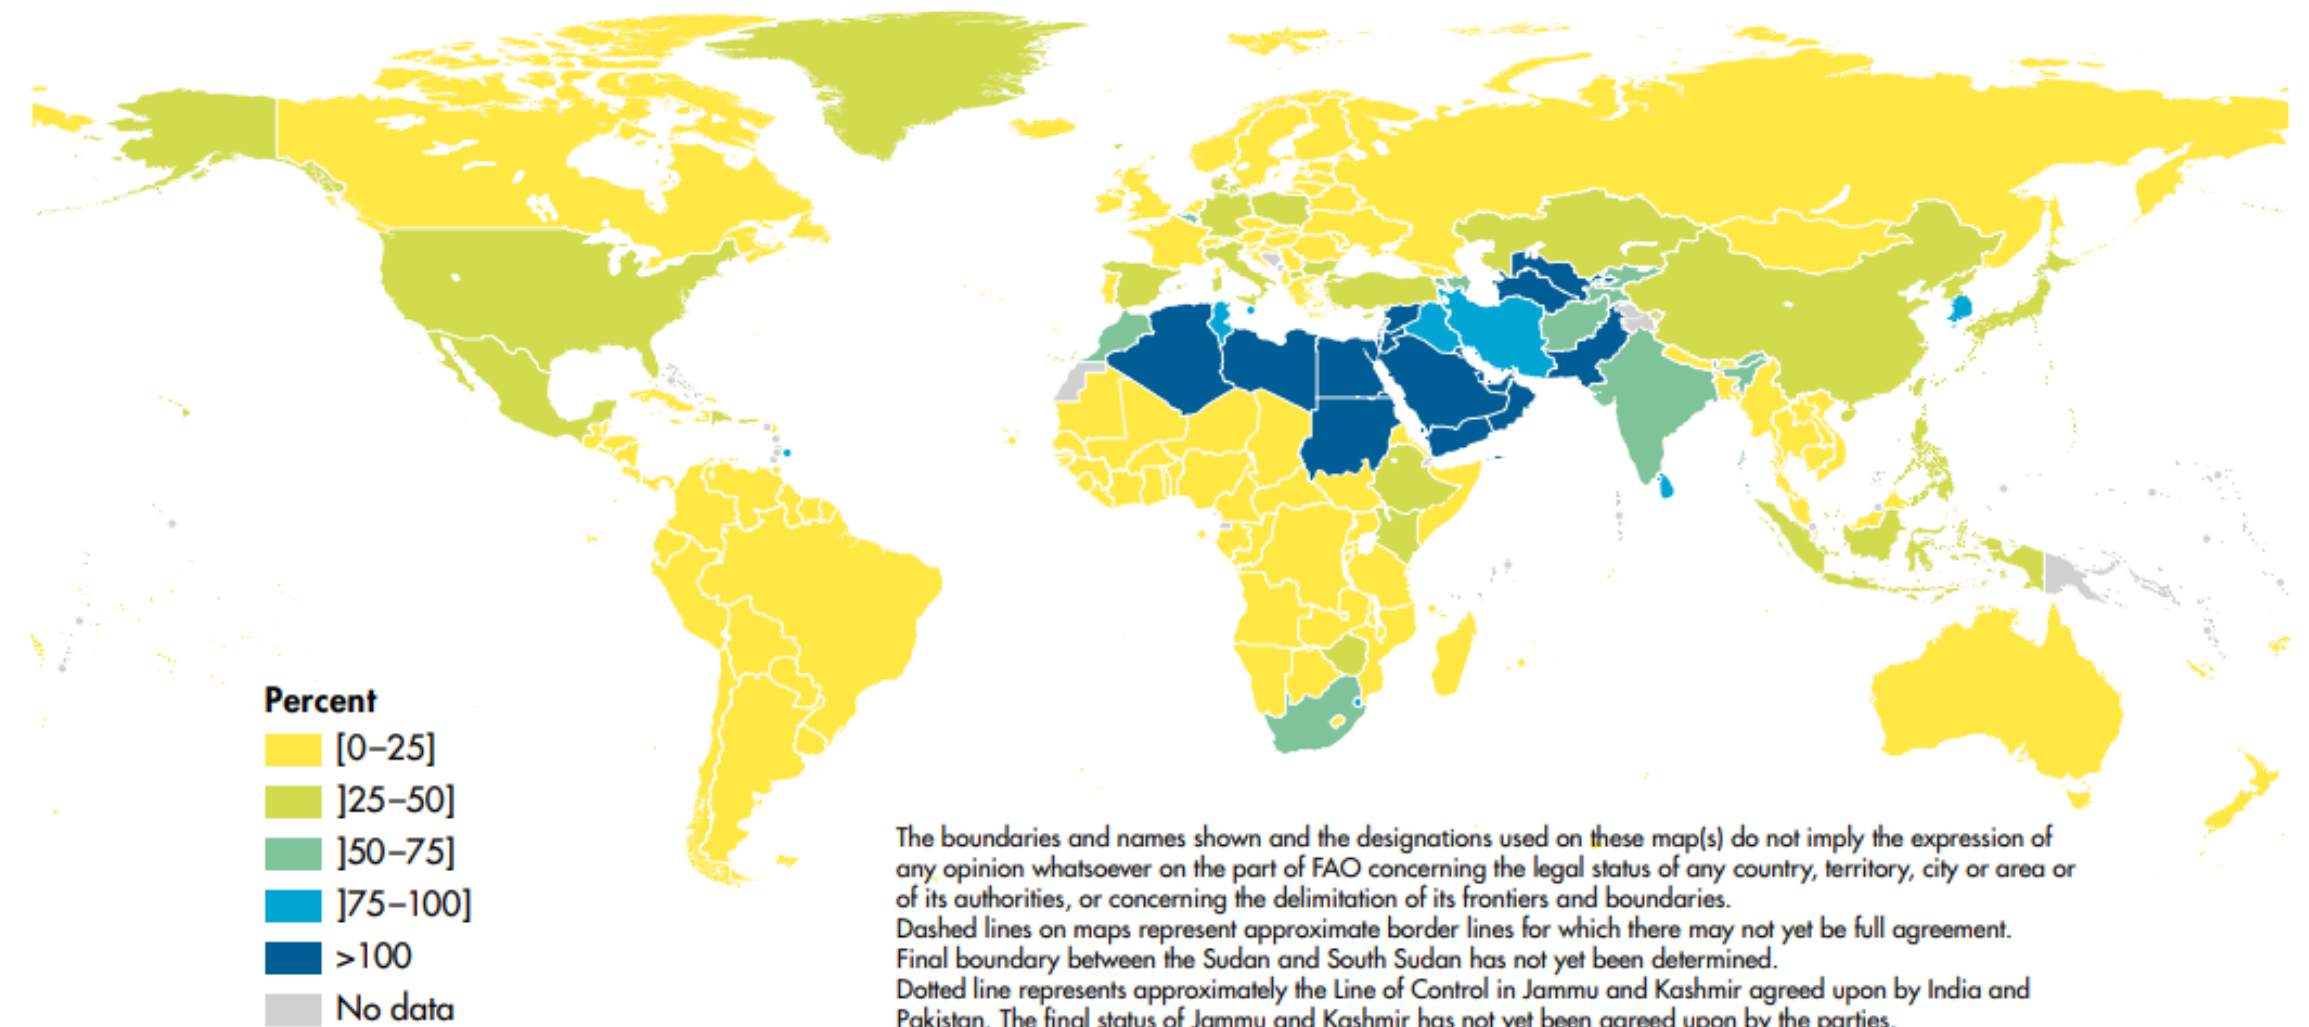 Percent
[0–25]
]25–50]
]50–75]
]75–100]
>100
No data
The boundaries and names shown and the designations used on these map(s) do not imply the expression of
any opinion whatsoever on the part of FAO concerning the legal status of any country, territory, city or area or
of its authorities, or concerning the delimitation of its frontiers and boundaries.
Dashed lines on maps represent approximate border lines for which there may not yet be full agreement.
Final boundary between the Sudan and South Sudan has not yet been determined.
Dotted line represents approximately the Line of Control in Jammu and Kashmir agreed upon by India and
Pakistan. The final status of Jammu and Kashmir has not yet been agreed upon by the parties.